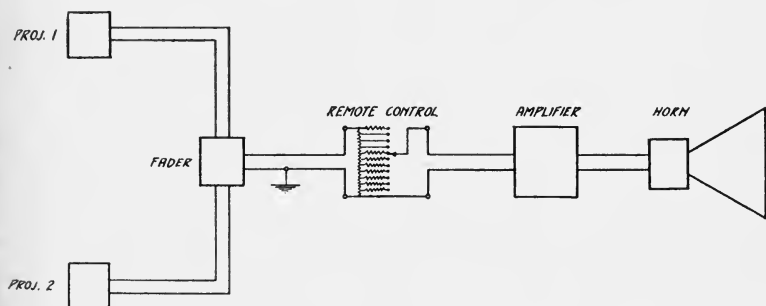 PROJ. 1
REMOTE CONTROL
AMPLIFIER
HORN
FADER
PROJ. 2